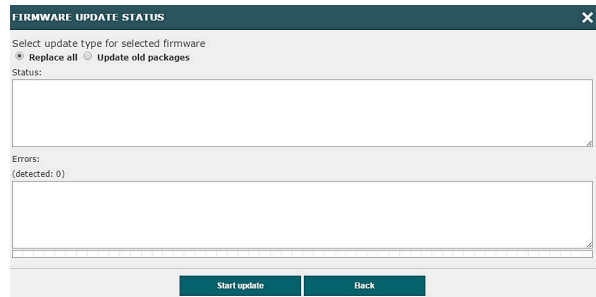 FIRMWARE UPDATE STATUS
Select update type for selected firmware
Replace all Update old packages
Status:
Errors:
(detected: 0)
Start update Back